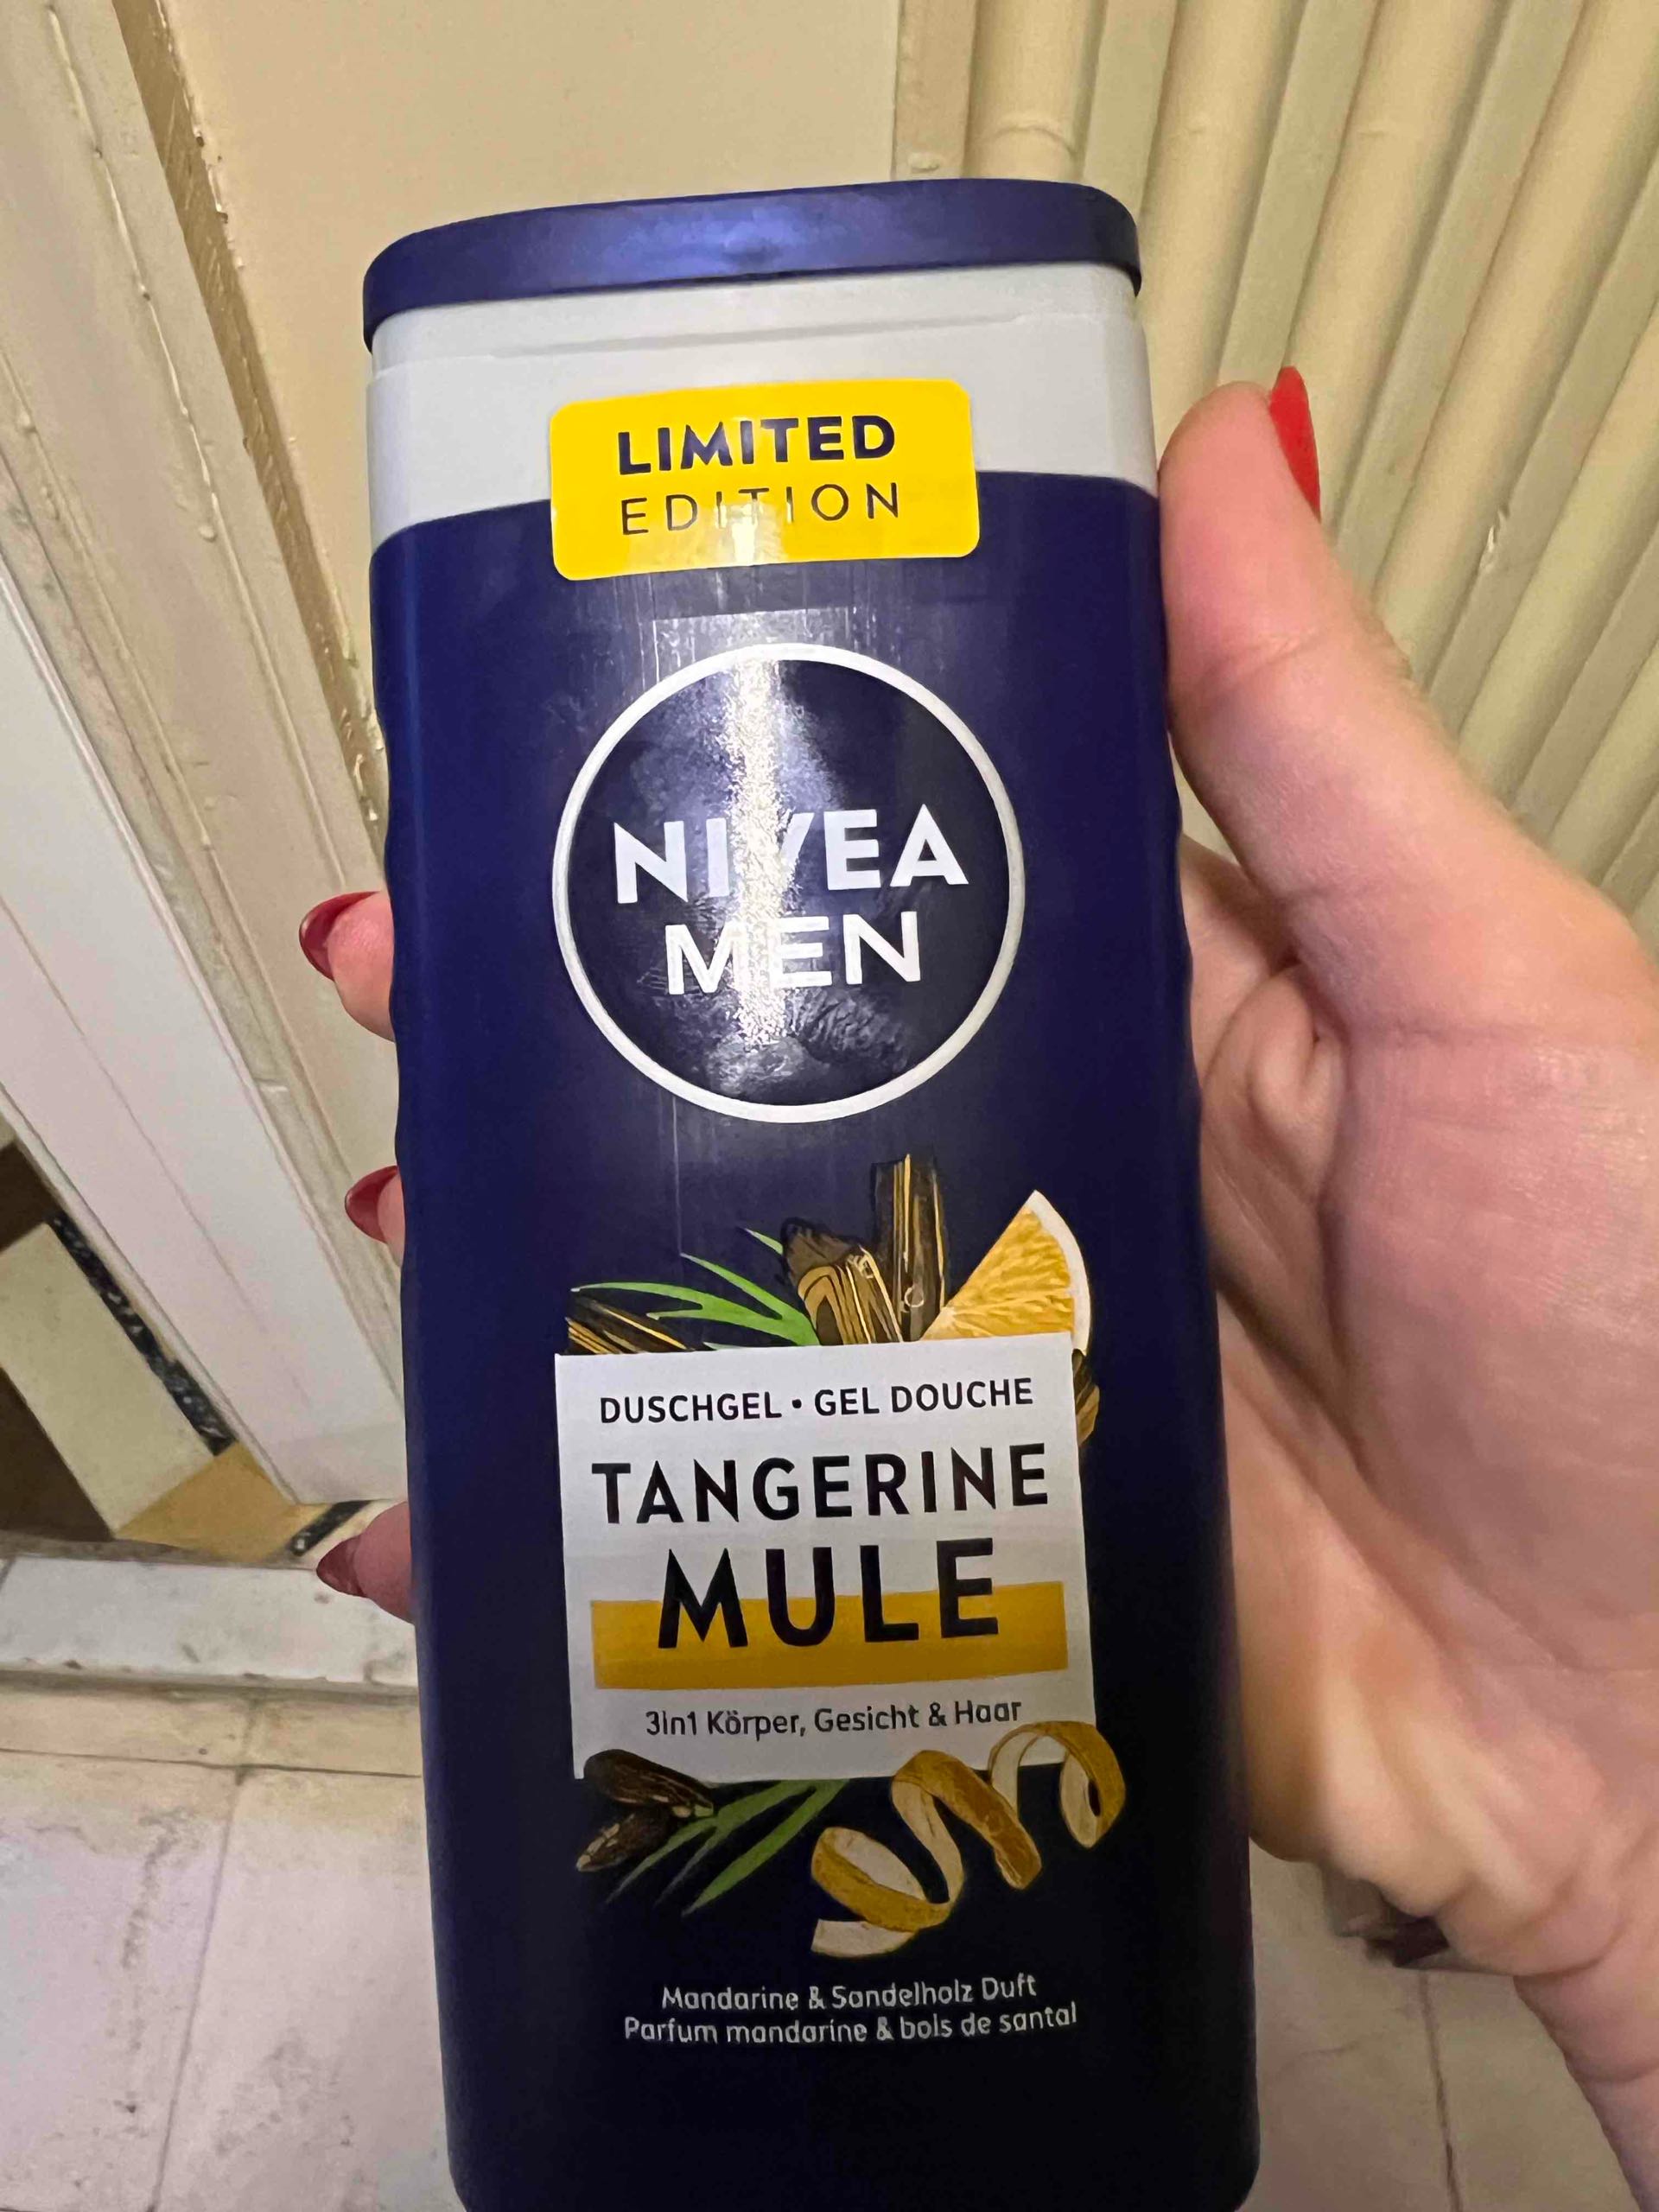 LIMITED
EDITION
NIVEA
MEN
DUSCHGEL • GEL DOUCHE
TANGERINE
MULE
3in1 Körper, Gesicht & Haar
Mandarine & Sandelholz Duft
Parfum mandarine & bois de santal